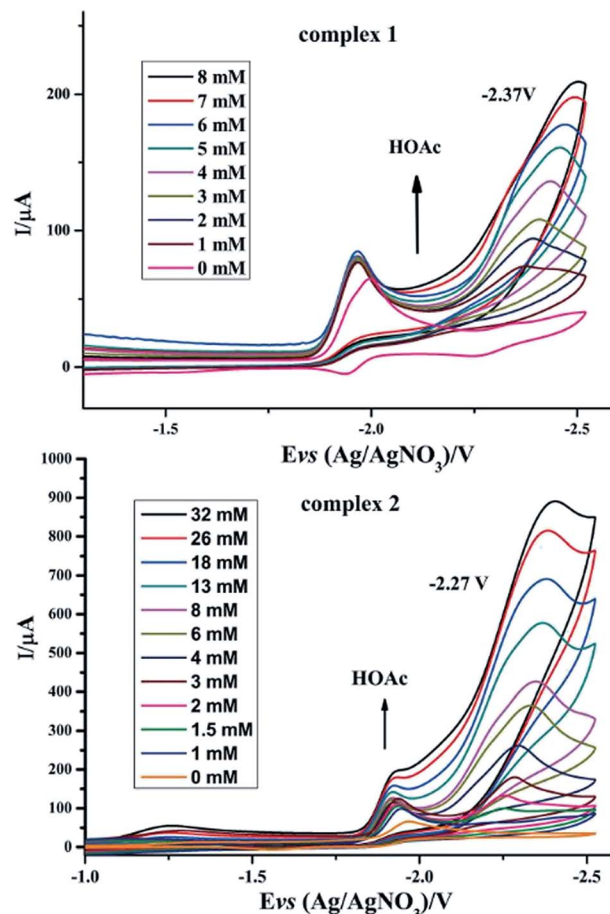 complex 1
8 mM
7 mM
6 mM
5 mM
4 mM
3 mM
2 mM
1 mM
0 mM
-2.37V
HOAc
I/µA
200
100
0
-1.5
-2.0
-2.5
Evs (Ag/AgNO3)/V
complex 2
32 mM
26 mM
18 mM
13 mM
8 mM
6 mM
4 mM
3 mM
2 mM
1.5 mM
1 mM
0 mM
-2.27 V
HOAc
I/µA
1000
900
800
700
600
500
400
300
200
100
0
-1.0
-1.5
-2.0
-2.5
Evs (Ag/AgNO3)/V